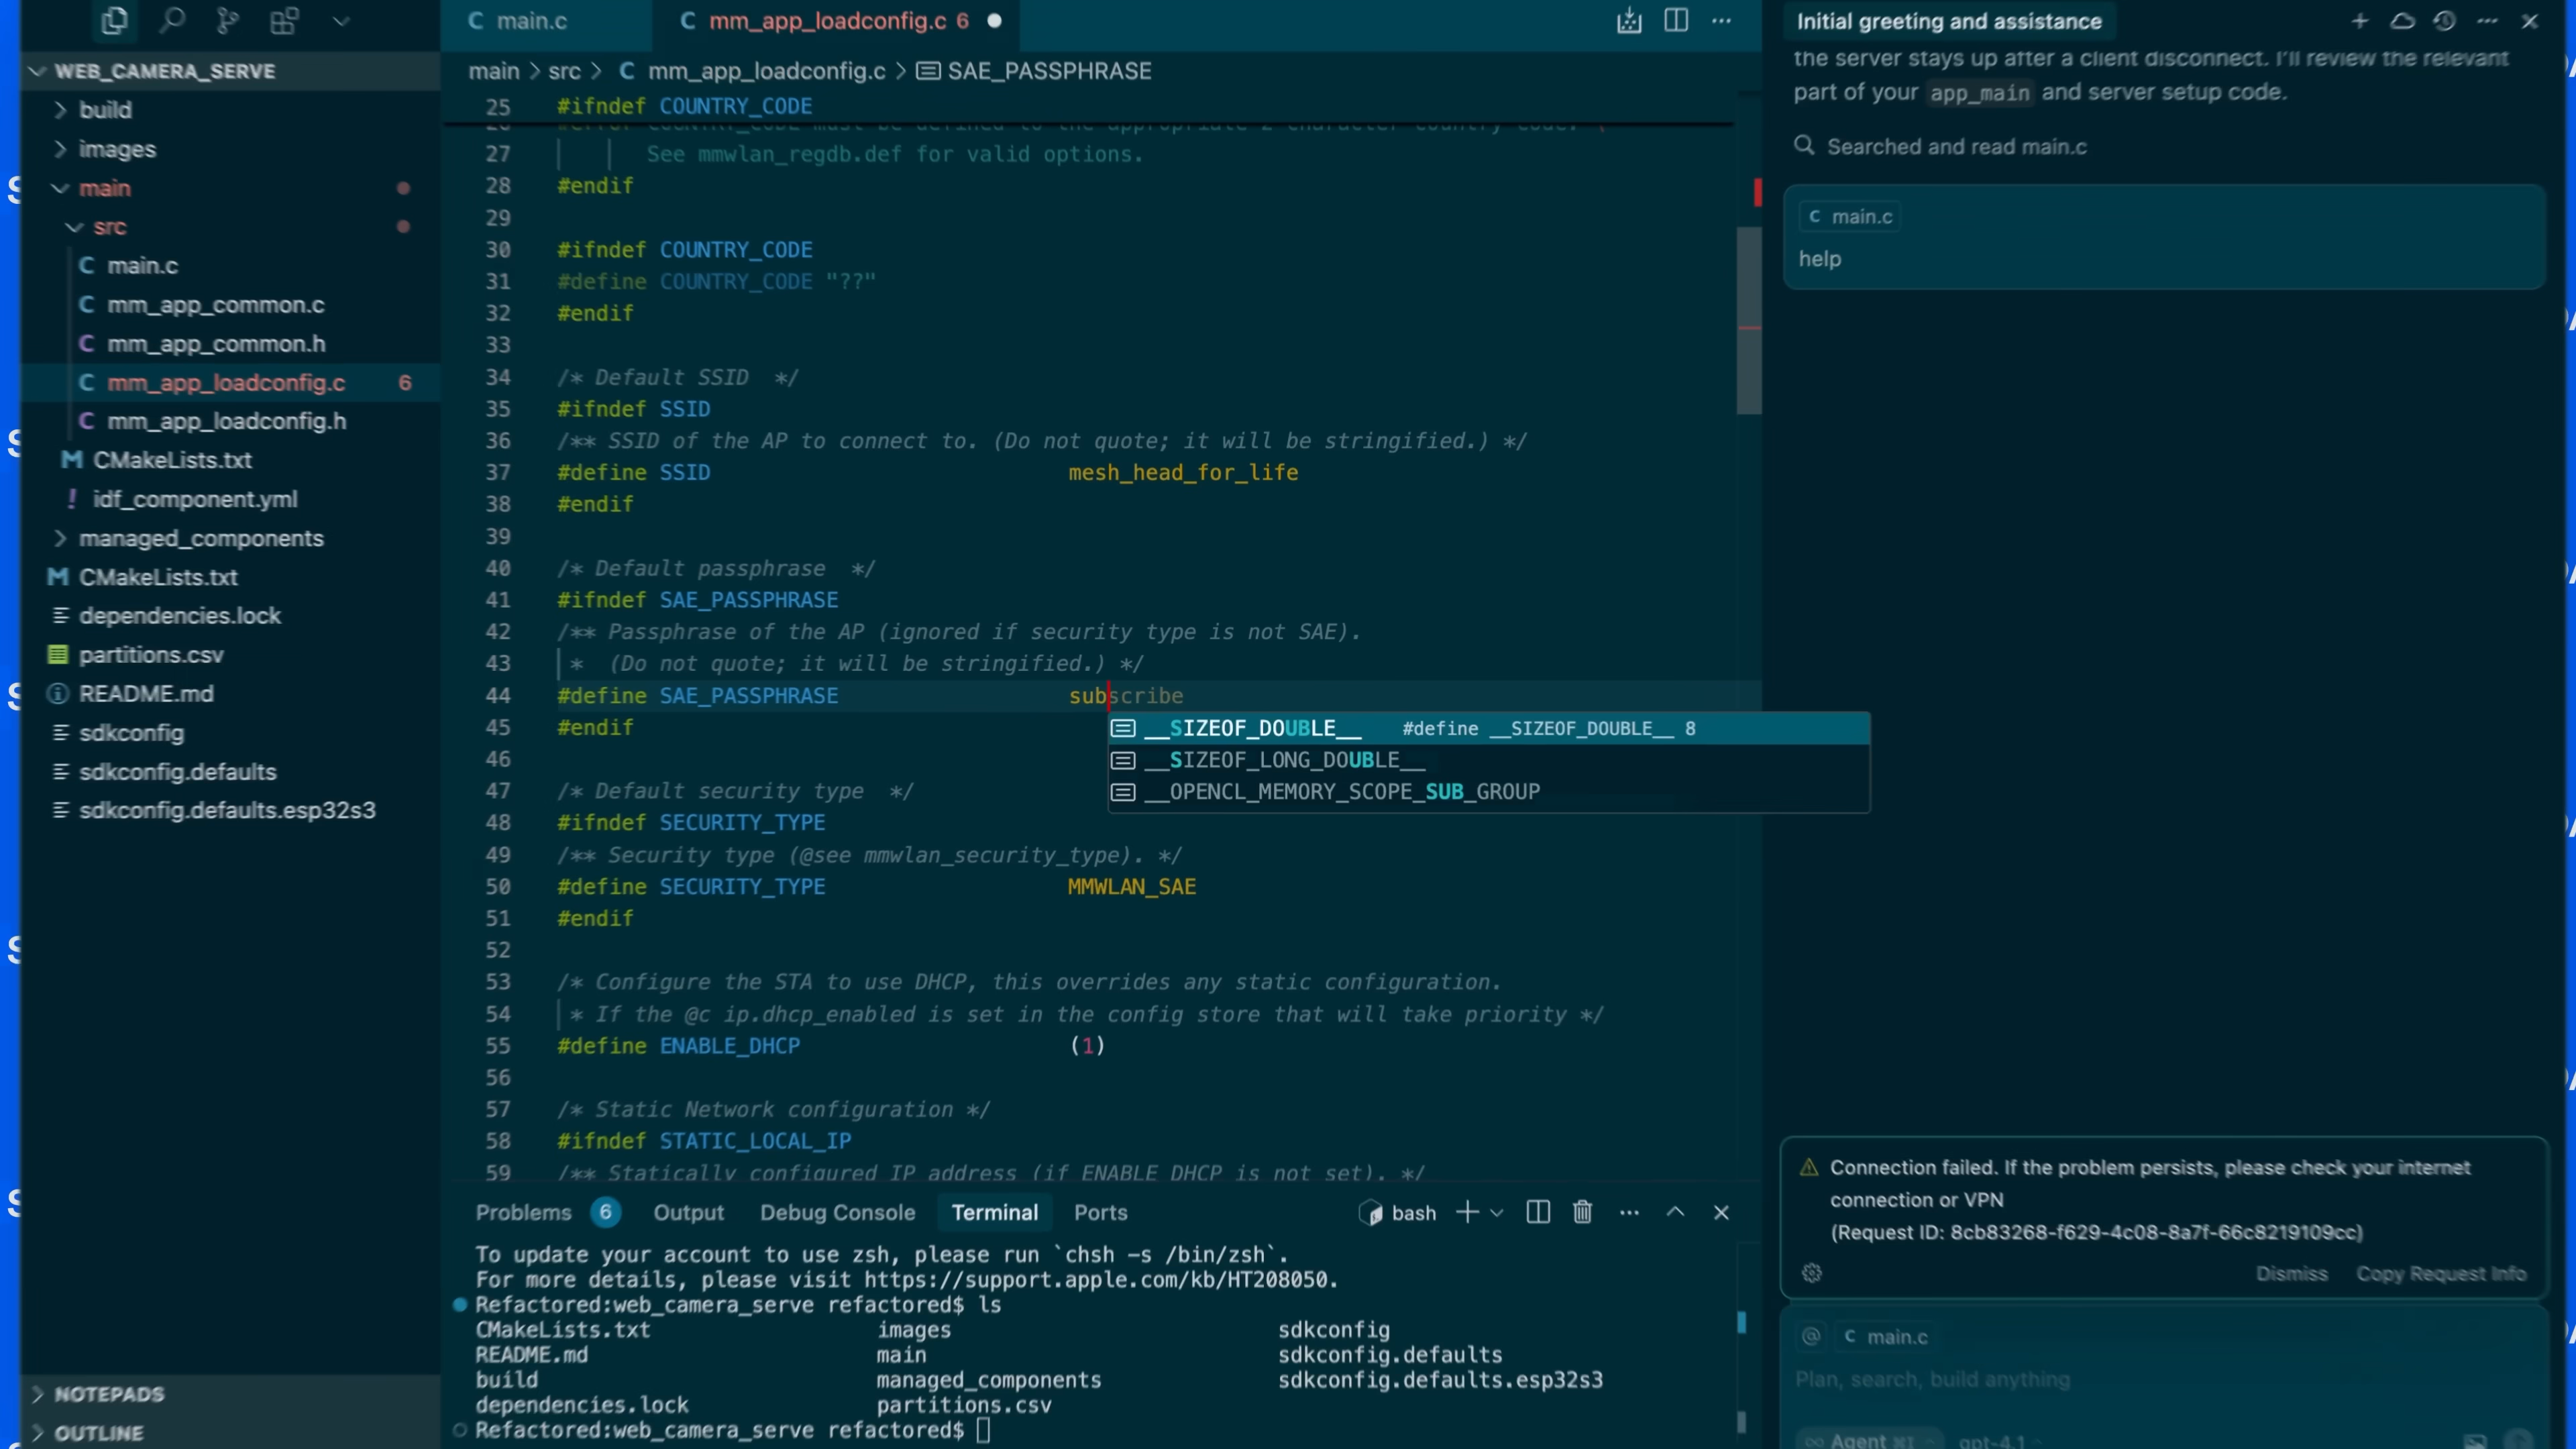 main.c
mm_app_loadconfig.c 6
Initial greeting and assistance
WEB_CAMERA_SERVE
build
images
main
src
main.c
mm_app_common.c
mm_app_common.h
mm_app_loadconfig.c 6
mm_app_loadconfig.h
CMakeLists.txt
idf_component.yml
managed_components
CMakeLists.txt
dependencies.lock
partitions.csv
README.md
sdkconfig
sdkconfig.defaults
sdkconfig.defaults.esp32s3
NOTEPADS
OUTLINE
main > src > C mm_app_loadconfig.c > SAE_PASSPHRASE
25 #ifndef COUNTRY_CODE
27 See mmwlan_regdb.def for valid options.
28 #endif
29
30 #ifndef COUNTRY_CODE
31 #define COUNTRY_CODE "??"
32 #endif
33
34 /* Default SSID */
35 #ifndef SSID
36 /** SSID of the AP to connect to. (Do not quote; it will be stringified.) */
37 #define SSID mesh_head_for_life
38 #endif
39
40 /* Default passphrase */
41 #ifndef SAE_PASSPHRASE
42 /** Passphrase of the AP (ignored if security type is not SAE).
43 * (Do not quote; it will be stringified.) */
44 #define SAE_PASSPHRASE subscribe
45 #endif
__SIZEOF_DOUBLE__ #define __SIZEOF_DOUBLE__ 8
__SIZEOF_LONG_DOUBLE__
__OPENCL_MEMORY_SCOPE_SUB_GROUP
46
47 /* Default security type */
48 #ifndef SECURITY_TYPE
49 /** Security type (@see mmwlan_security_type). */
50 #define SECURITY_TYPE MMWLAN_SAE
51 #endif
52
53 /* Configure the STA to use DHCP, this overrides any static configuration.
54 * If the @c ip.dhcp_enabled is set in the config store that will take priority */
55 #define ENABLE_DHCP (1)
56
57 /* Static Network configuration */
58 #ifndef STATIC_LOCAL_IP
59 /** Statically configured IP address (if ENABLE_DHCP is not set). */
Problems 6 Output Debug Console Terminal Ports
bash
To update your account to use zsh, please run `chsh -s /bin/zsh`.
For more details, please visit https://support.apple.com/kb/HT208050.
Refactored:web_camera_serve refactored$ ls
CMakeLists.txt images sdkconfig
README.md main sdkconfig.defaults
build managed_components sdkconfig.defaults.esp32s3
dependencies.lock partitions.csv
Refactored:web_camera_serve refactored$
the server stays up after a client disconnect. I'll review the relevant
part of your app_main and server setup code.
Searched and read main.c
C main.c
help
Connection failed. If the problem persists, please check your internet
connection or VPN
(Request ID: 8cb83268-f629-4c08-8a7f-66c8219109cc)
Dismiss Copy Request Info
@ C main.c
Plan, search, build anything
Agent ⌘I gpt-4.1